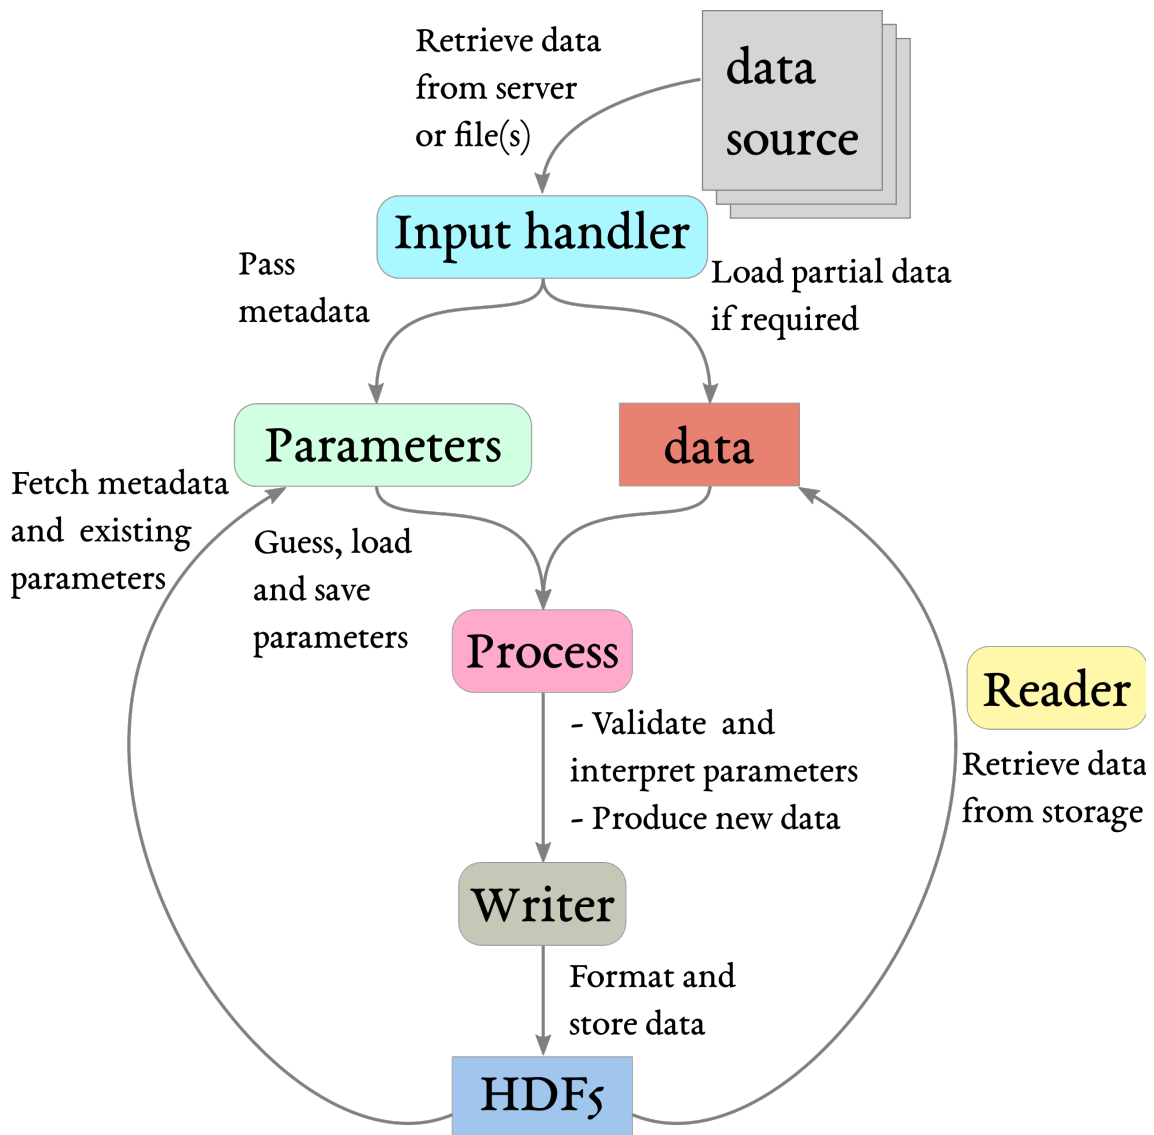 Retrieve data
from server
or file(s)
data
source
Input handler
Pass
metadata
Load partial data
if required
Parameters
data
Fetch metadata
and existing
parameters
Guess, load
and save
parameters
Process
Reader
- Validate and
interpret parameters
- Produce new data
Retrieve data
from storage
Writer
Format and
store data
HDF5